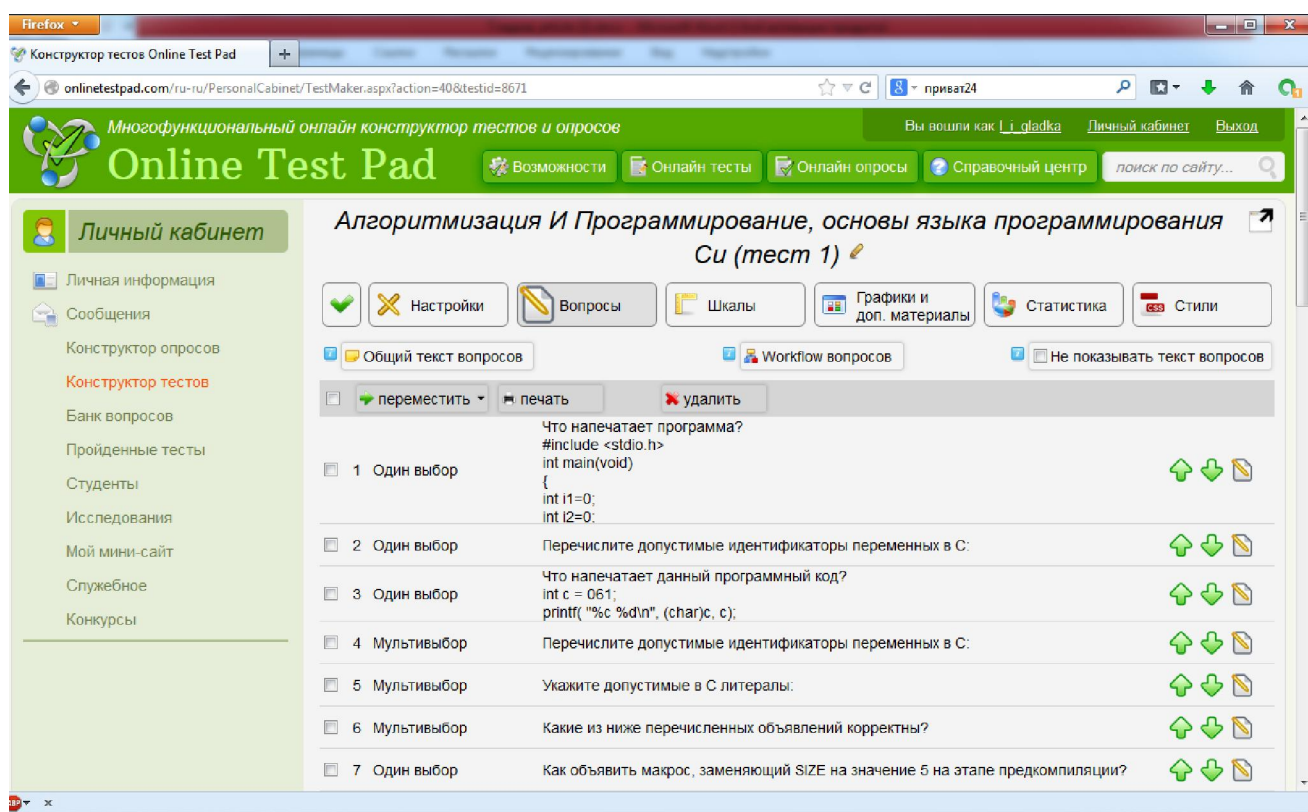 Firefox
Конструктор тестов Online Test Pad
onlinetestpad.com/ru-ru/PersonalCabinet/TestMaker.aspx?action=40&testid=8671
8 приват24
Многофункциональный онлайн конструктор тестов и опросов
Вы вошли как l_i_gladka Личный кабинет Выход
Online Test Pad
Возможности Онлайн тесты Онлайн опросы Справочный центр поиск по сайту...
Личный кабинет
Личная информация
Сообщения
Конструктор опросов
Конструктор тестов
Банк вопросов
Пройденные тесты
Студенты
Исследования
Мой мини-сайт
Служебное
Конкурсы
Алгоритмизация И Программирование, основы языка программирования
Си (тест 1)
Настройки Вопросы Шкалы Графики и доп. материалы Статистика CSS Стили
Общий текст вопросов Workflow вопросов Не показывать текст вопросов
переместить печать удалить
1 Один выбор
Что напечатает программа?
#include <stdio.h>
int main(void)
{
int i1=0;
int i2=0;
2 Один выбор Перечислите допустимые идентификаторы переменных в С:
3 Один выбор
Что напечатает данный программный код?
int c = 061;
printf( "%c %d\n", (char)c, c);
4 Мультивыбор Перечислите допустимые идентификаторы переменных в С:
5 Мультивыбор Укажите допустимые в С литералы:
6 Мультивыбор Какие из ниже перечисленных объявлений корректны?
7 Один выбор Как объявить макрос, заменяющий SIZE на значение 5 на этапе предкомпиляции?
ABP